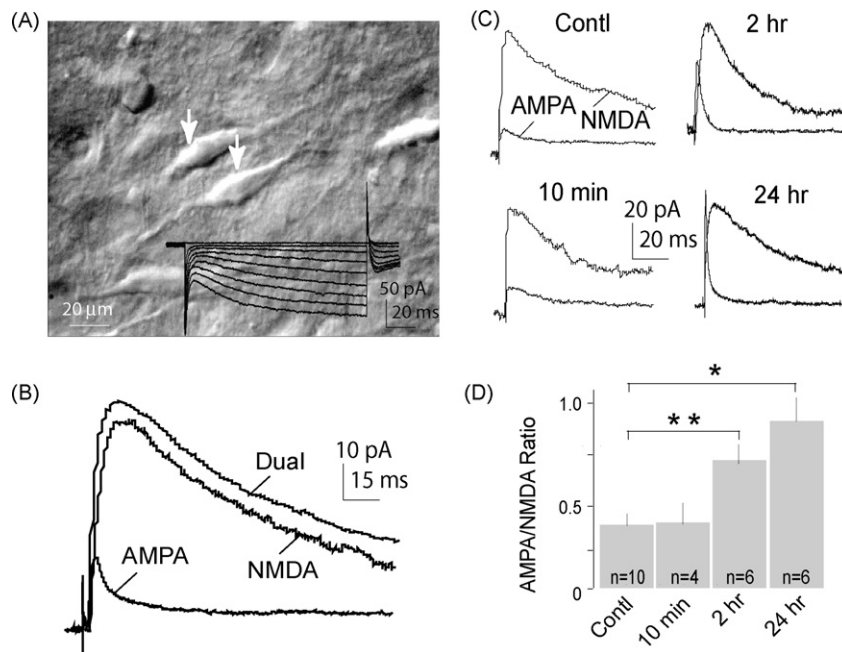 (A)
20 µm
50 pA
20 ms
(B)
Dual
AMPA
NMDA
10 pA
15 ms
(C)
Contl
AMPA
NMDA
2 hr
10 min
20 pA
20 ms
24 hr
(D)
AMPA/NMDA Ratio
1.0
0.5
0
*
**
n=10
n=4
n=6
n=6
Contl
10 min
2 hr
24 hr